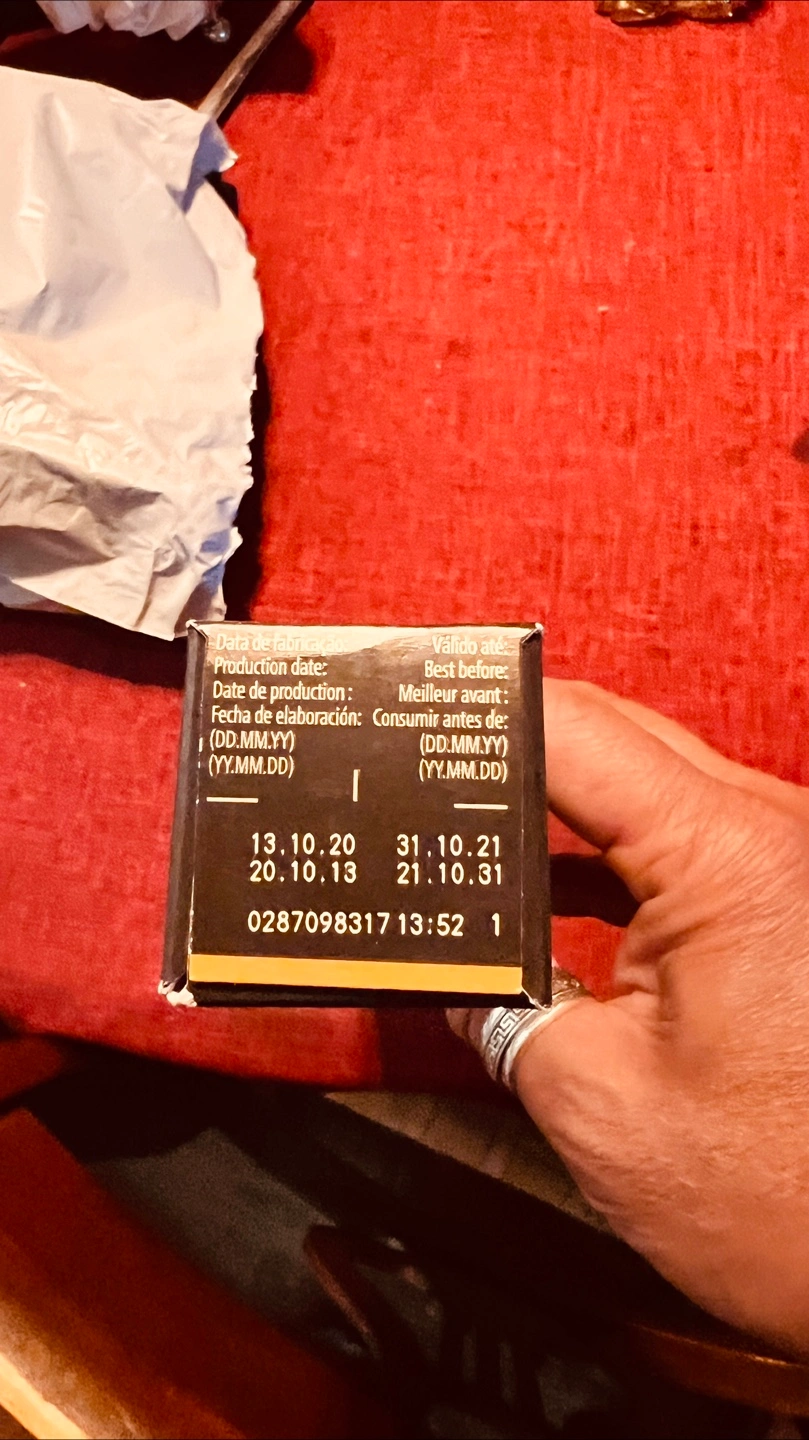 Data de fabricação:
Production date:
Date de production :
Fecha de elaboración:
(DD.MM.YY)
(YY.MM.DD)
Válido até:
Best before:
Meilleur avant :
Consumir antes de:
(DD.MM.YY)
(YY.MM.DD)
13.10.20 31.10.21
20.10.13 21.10.31
0287098317 13:52 1